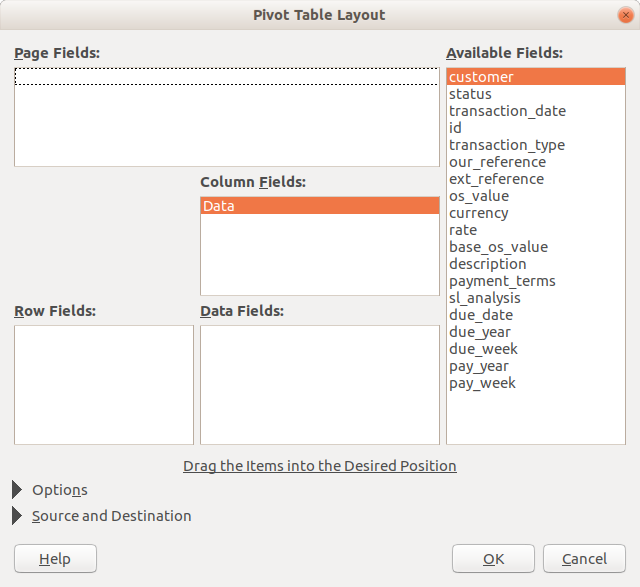 Pivot Table Layout
Page Fields:
Available Fields:
customer
status
transaction_date
id
transaction_type
our_reference
ext_reference
os_value
currency
rate
base_os_value
description
payment_terms
sl_analysis
due_date
due_year
due_week
pay_year
pay_week
Column Fields:
Data
Row Fields:
Data Fields:
Drag the Items into the Desired Position
Options
Source and Destination
Help
OK
Cancel